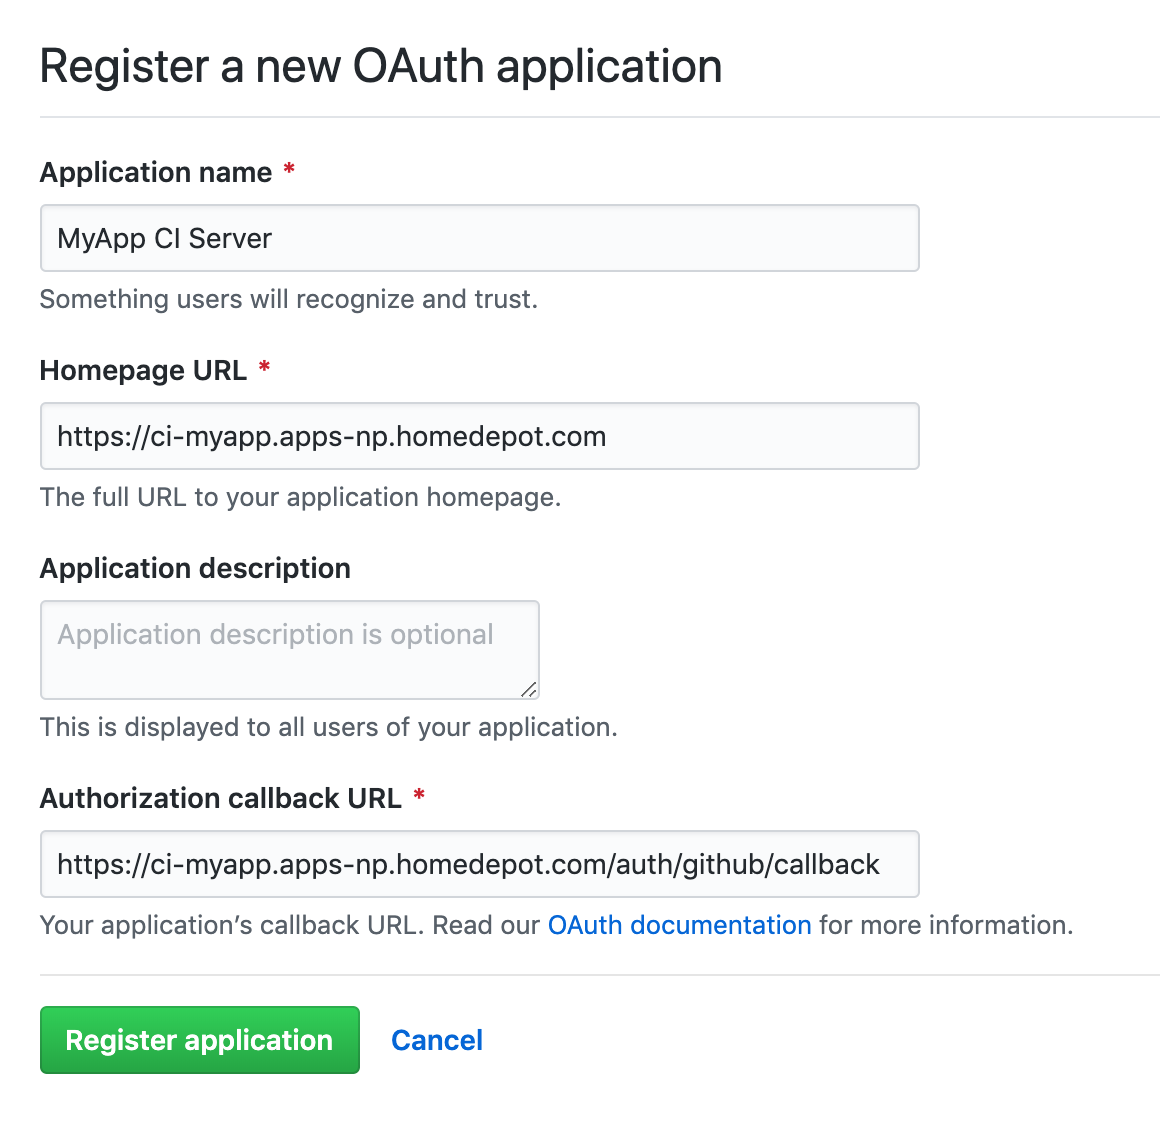 Register a new OAuth application
Application name *
MyApp CI Server
Something users will recognize and trust.
Homepage URL *
https://ci-myapp.apps-np.homedepot.com
The full URL to your application homepage.
Application description
Application description is optional
This is displayed to all users of your application.
Authorization callback URL *
https://ci-myapp.apps-np.homedepot.com/auth/github/callback
Your application’s callback URL. Read our OAuth documentation for more information.
Register application Cancel